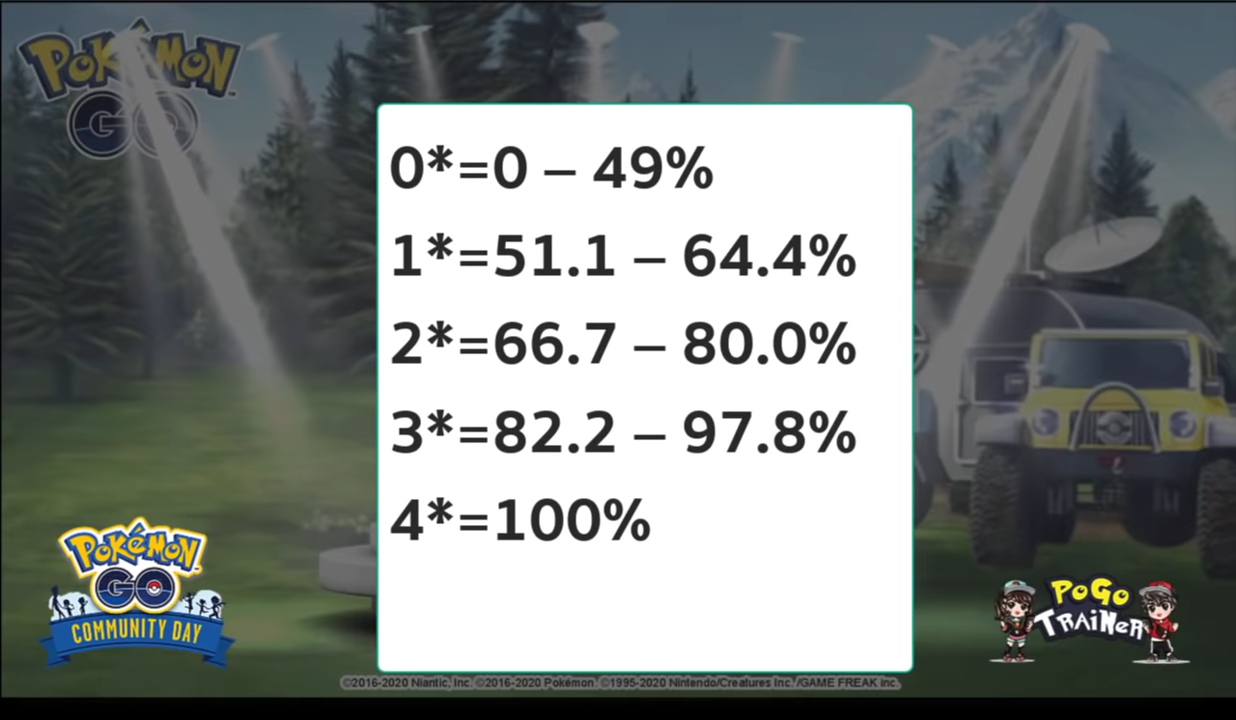 POKÉMON
GO
0*=0 – 49%
1*=51.1 – 64.4%
2*=66.7 – 80.0%
3*=82.2 – 97.8%
4*=100%
POKÉMON
GO
COMMUNITY DAY
POGO
TRAiNeR
©2016-2020 Niantic, Inc. ©2016-2020 Pokémon. ©1995-2020 Nintendo/Creatures Inc. /GAME FREAK inc.